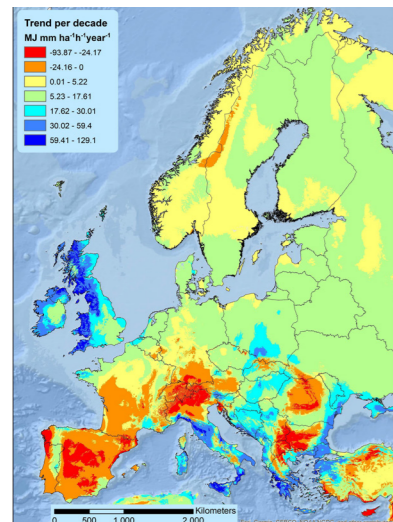 Trend per decade
MJ mm ha⁻¹h⁻¹year⁻¹
-93.87 - -24.17
-24.16 - 0
0.01 - 5.22
5.23 - 17.61
17.62 - 30.01
30.02 - 59.4
59.41 - 129.1
Kilometers
0 500 1,000 2,000